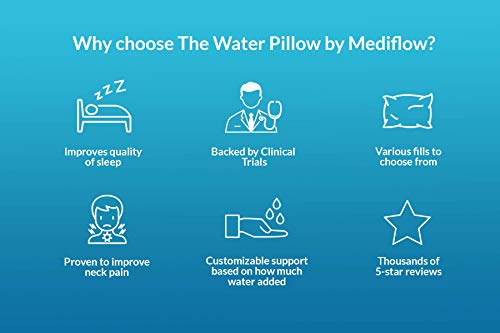 Why choose The Water Pillow by Mediflow?
zzz
Improves quality
of sleep
Backed by Clinical
Trials
Various fills to
choose from
Proven to improve
neck pain
Customizable support
based on how much
water added
Thousands of
5-star reviews